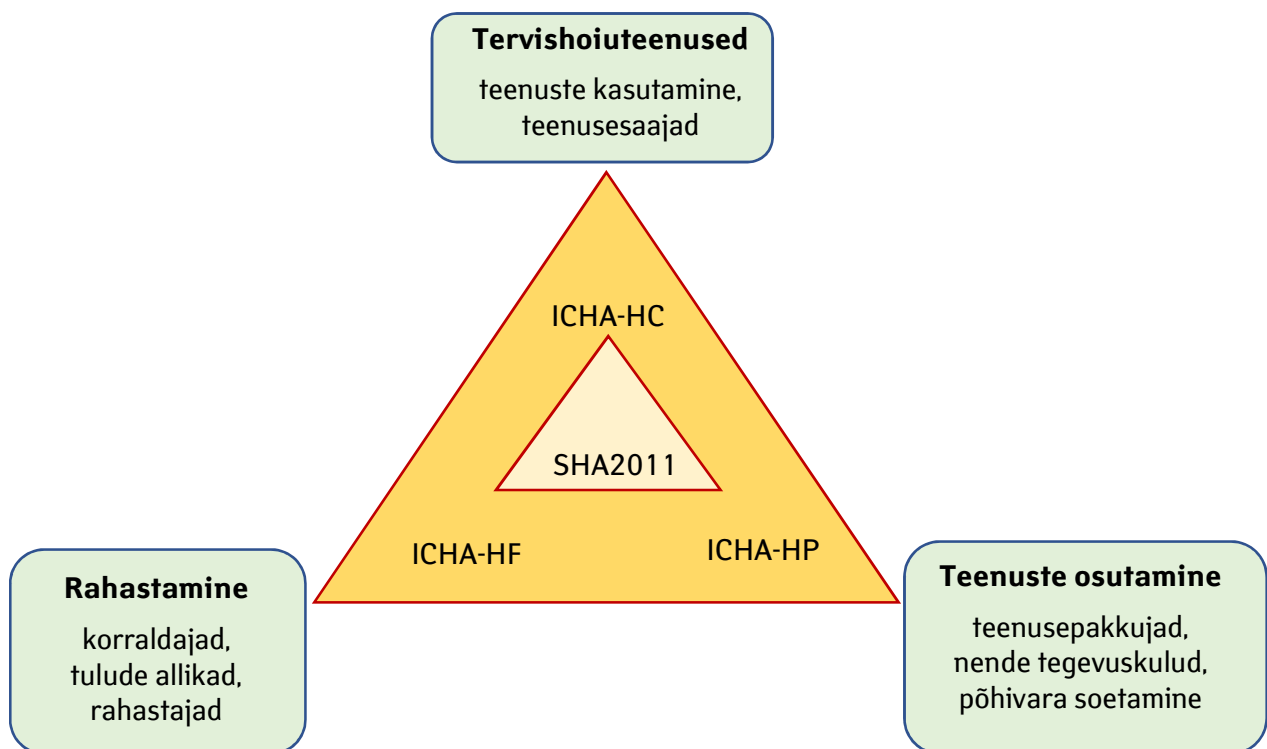 Tervishoiuteenused
teenuste kasutamine,
teenusesaajad
ICHA-HC
SHA2011
ICHA-HF
ICHA-HP
Rahastamine
korraldajad,
tulude allikad,
rahastajad
Teenuste osutamine
teenusepakkujad,
nende tegevuskulud,
põhivara soetamine